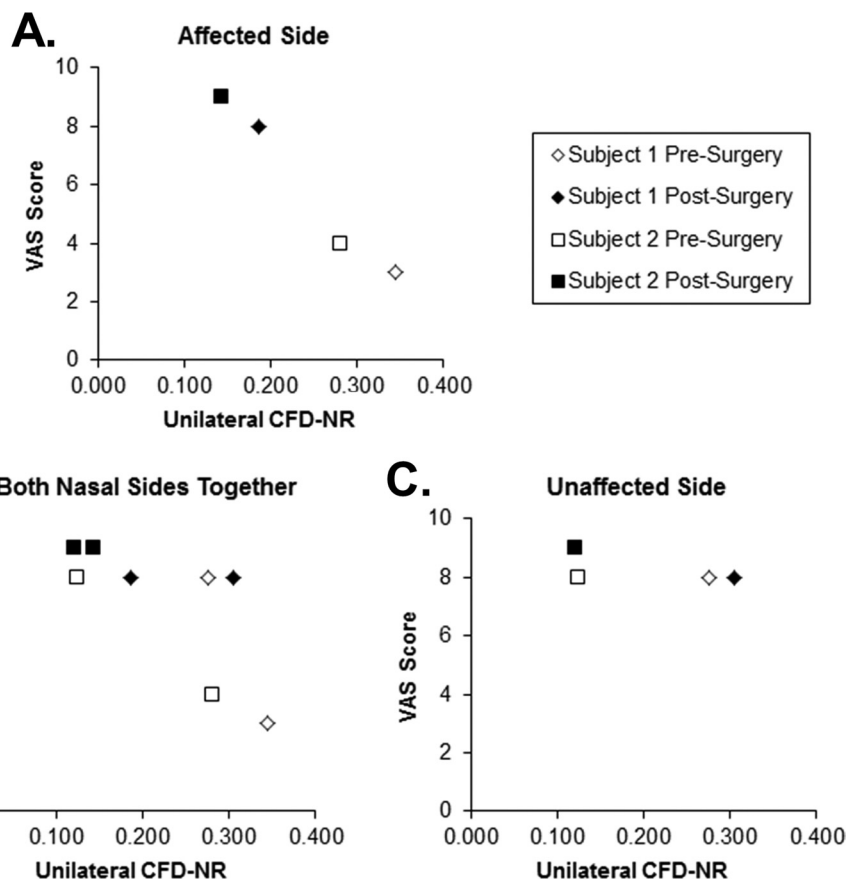 A.
Affected Side
10
8
6
4
2
0
VAS Score
0.000 0.100 0.200 0.300 0.400
Unilateral CFD-NR
Subject 1 Pre-Surgery
Subject 1 Post-Surgery
Subject 2 Pre-Surgery
Subject 2 Post-Surgery
Both Nasal Sides Together
0.100 0.200 0.300 0.400
Unilateral CFD-NR
C.
Unaffected Side
10
8
6
4
2
0
VAS Score
0.000 0.100 0.200 0.300 0.400
Unilateral CFD-NR